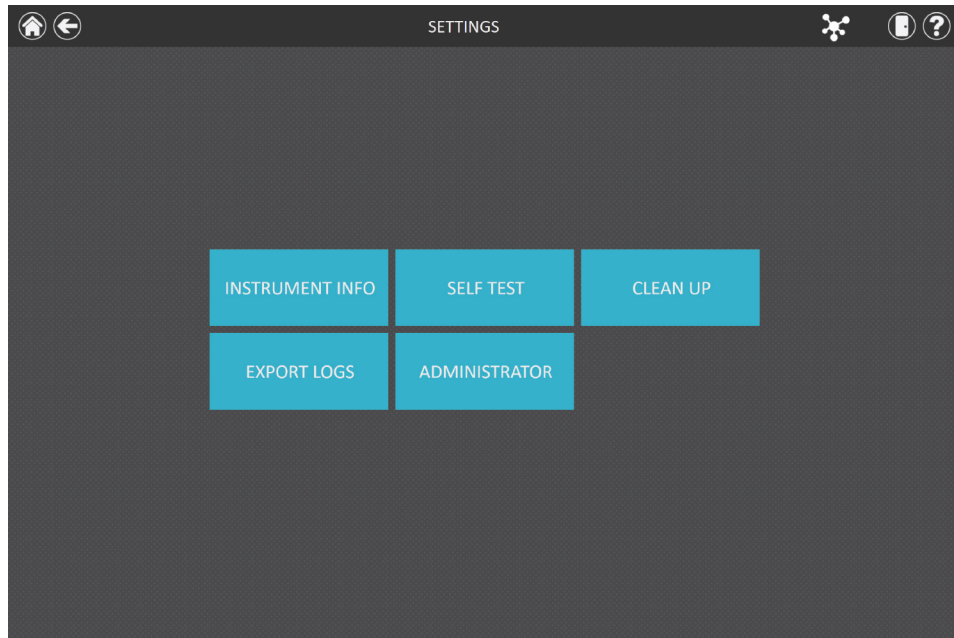 SETTINGS
INSTRUMENT INFO
SELF TEST
CLEAN UP
EXPORT LOGS
ADMINISTRATOR